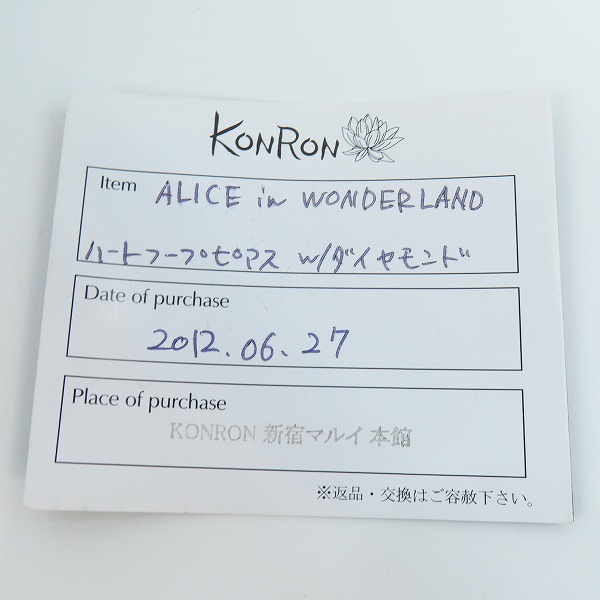 KONRON
Item ALICE in WONDERLAND
ハートフープピアス w/ダイヤモンド
Date of purchase
2012.06.27
Place of purchase
KONRON 新宿マルイ 本館
※返品・交換はご容赦下さい。